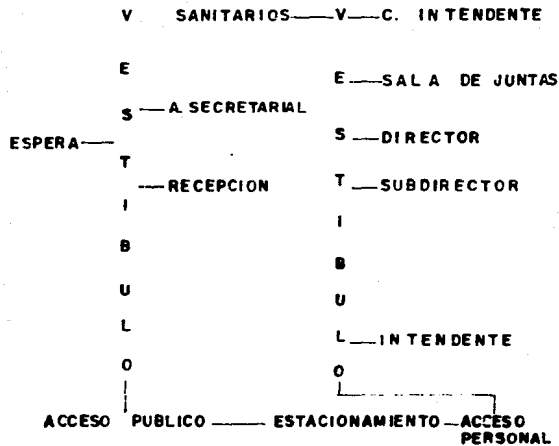 V E S T I B U L O
SANITARIOS
V E S T I B U L O
C. INTENDENTE
SALA DE JUNTAS
A. SECRETARIAL
ESPERA
DIRECTOR
RECEPCION
SUBDIRECTOR
INTENDENTE
ACCESO PUBLICO
ESTACIONAMIENTO
ACCESO
PERSONAL